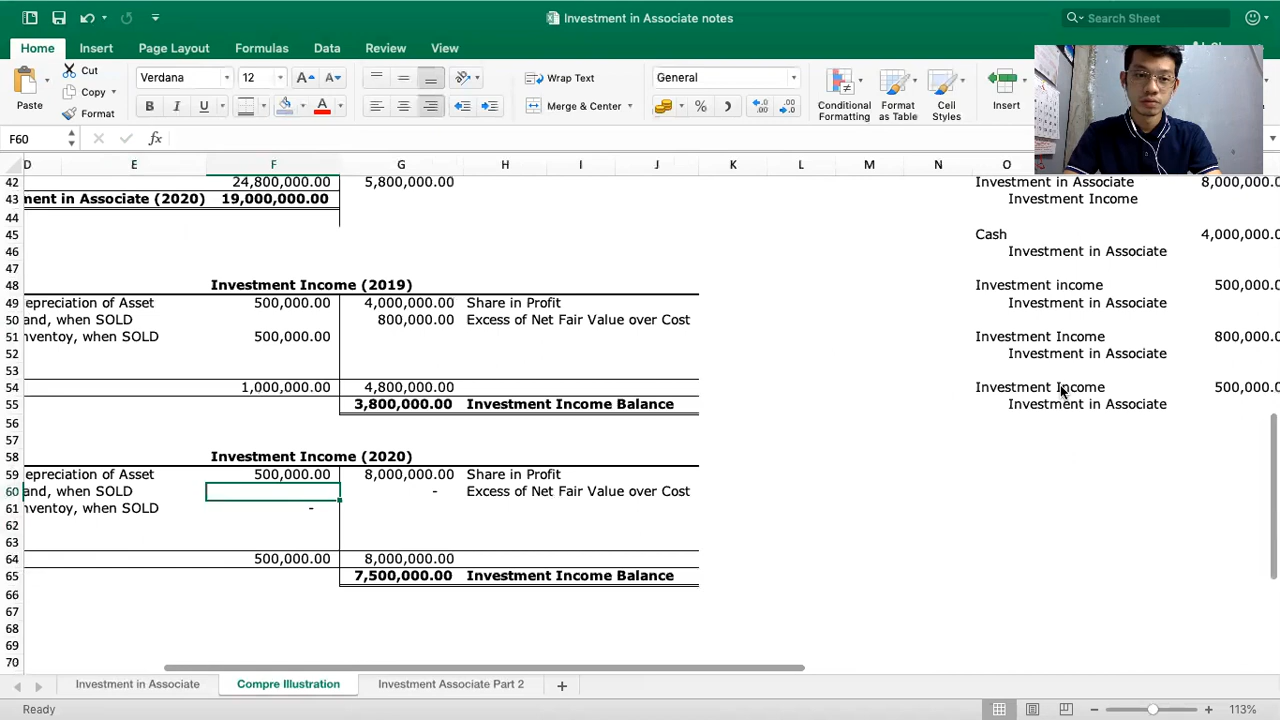 Investment in Associate notes
Search Sheet
Home Insert Page Layout Formulas Data Review View
Paste
Cut
Copy
Format
Verdana 12
A A
B I U
A
Wrap Text
Merge & Center
General
%
Conditional Formatting
Format as Table
Cell Styles
Insert
F60
fx
D E F G H I J K L M N O
42 24,800,000.00 5,800,000.00 Investment in Associate 8,000,000.
43 ment in Associate (2020) 19,000,000.00 Investment Income
44
45 Cash 4,000,000.0
46 Investment in Associate
47
48 Investment Income (2019) Investment income 500,000.0
49 epreciation of Asset 500,000.00 4,000,000.00 Share in Profit Investment in Associate
50 and, when SOLD 800,000.00 Excess of Net Fair Value over Cost
51 nventoy, when SOLD 500,000.00 Investment Income 800,000.0
52 Investment in Associate
53
54 1,000,000.00 4,800,000.00 Investment Income 500,000.0
55 3,800,000.00 Investment Income Balance Investment in Associate
56
57
58 Investment Income (2020)
59 epreciation of Asset 500,000.00 8,000,000.00 Share in Profit
60 and, when SOLD - Excess of Net Fair Value over Cost
61 nventoy, when SOLD -
62
63
64 500,000.00 8,000,000.00
65 7,500,000.00 Investment Income Balance
66
67
68
69
70
Investment in Associate Compre Illustration Investment Associate Part 2
Ready 113%